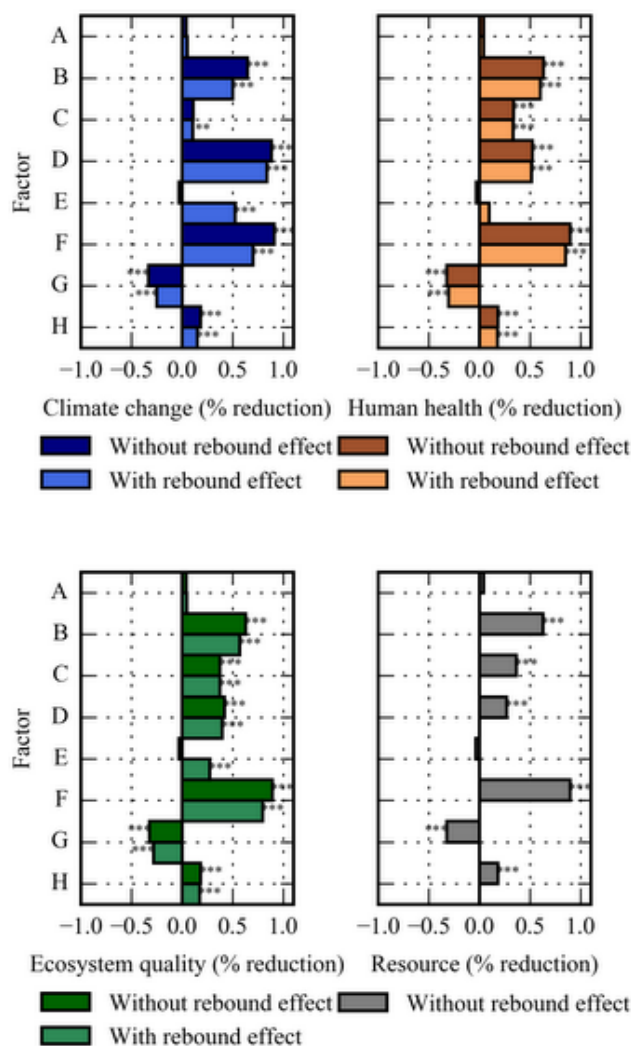 A
B ***
***
C ***
** ***
D *** ***
*** ***
Factor
E
*** 
F *** ***
*** ***
G *** ***
*** ***
H *** ***
*** ***
−1.0 −0.5 0.0 0.5 1.0 −1.0 −0.5 0.0 0.5 1.0
Climate change (% reduction) Human health (% reduction)
Without rebound effect Without rebound effect
With rebound effect With rebound effect
A
B *** ***
***
C *** ***
***
D *** ***
***
Factor
E
***
F *** ***
***
G *** ***
***
H *** ***
***
−1.0 −0.5 0.0 0.5 1.0 −1.0 −0.5 0.0 0.5 1.0
Ecosystem quality (% reduction) Resource (% reduction)
Without rebound effect Without rebound effect
With rebound effect